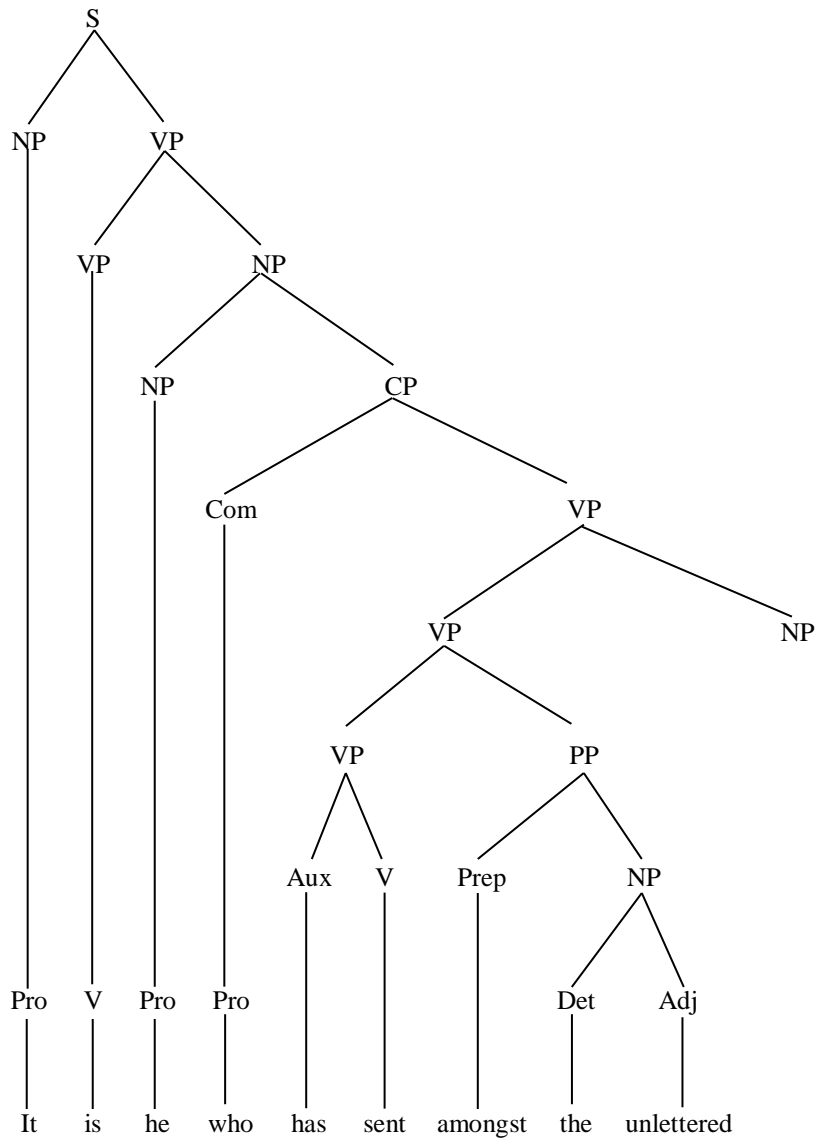 S
NP VP
VP NP
NP CP
Com VP
VP NP
VP PP
Aux V Prep NP
Pro V Pro Pro Det Adj
It is he who has sent amongst the unlettered